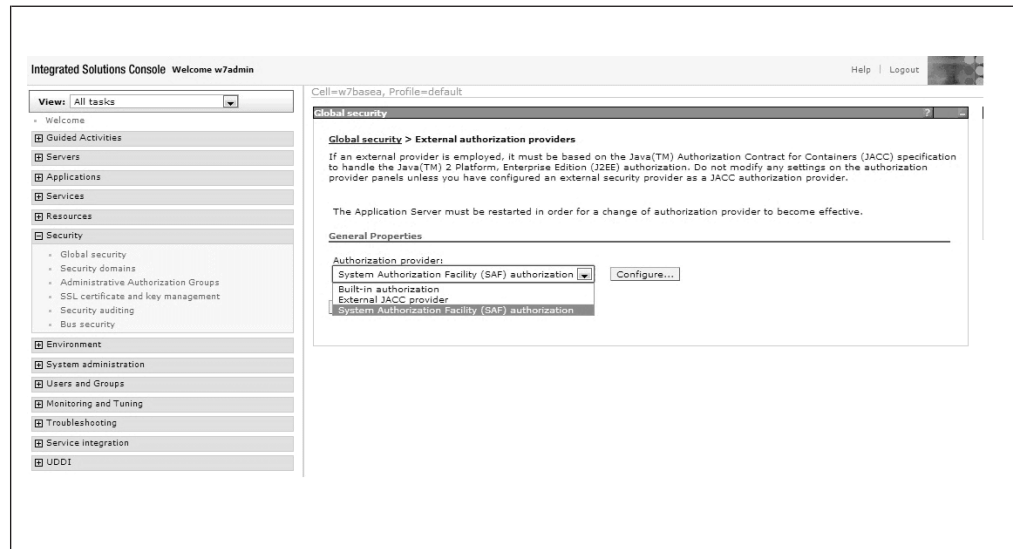 Integrated Solutions Console Welcome w7admin
Help | Logout
View: All tasks
Welcome
Guided Activities
Servers
Applications
Services
Resources
Security
Global security
Security domains
Administrative Authorization Groups
SSL certificate and key management
Security auditing
Bus security
Environment
System administration
Users and Groups
Monitoring and Tuning
Troubleshooting
Service integration
UDDI
Cell=w7basea, Profile=default
Global security ? -
Global security > External authorization providers
If an external provider is employed, it must be based on the Java(TM) Authorization Contract for Containers (JACC) specification
to handle the Java(TM) 2 Platform, Enterprise Edition (J2EE) authorization. Do not modify any settings on the authorization
provider panels unless you have configured an external security provider as a JACC authorization provider.
The Application Server must be restarted in order for a change of authorization provider to become effective.
General Properties
Authorization provider:
System Authorization Facility (SAF) authorization Configure...
Built-in authorization
External JACC provider
System Authorization Facility (SAF) authorization